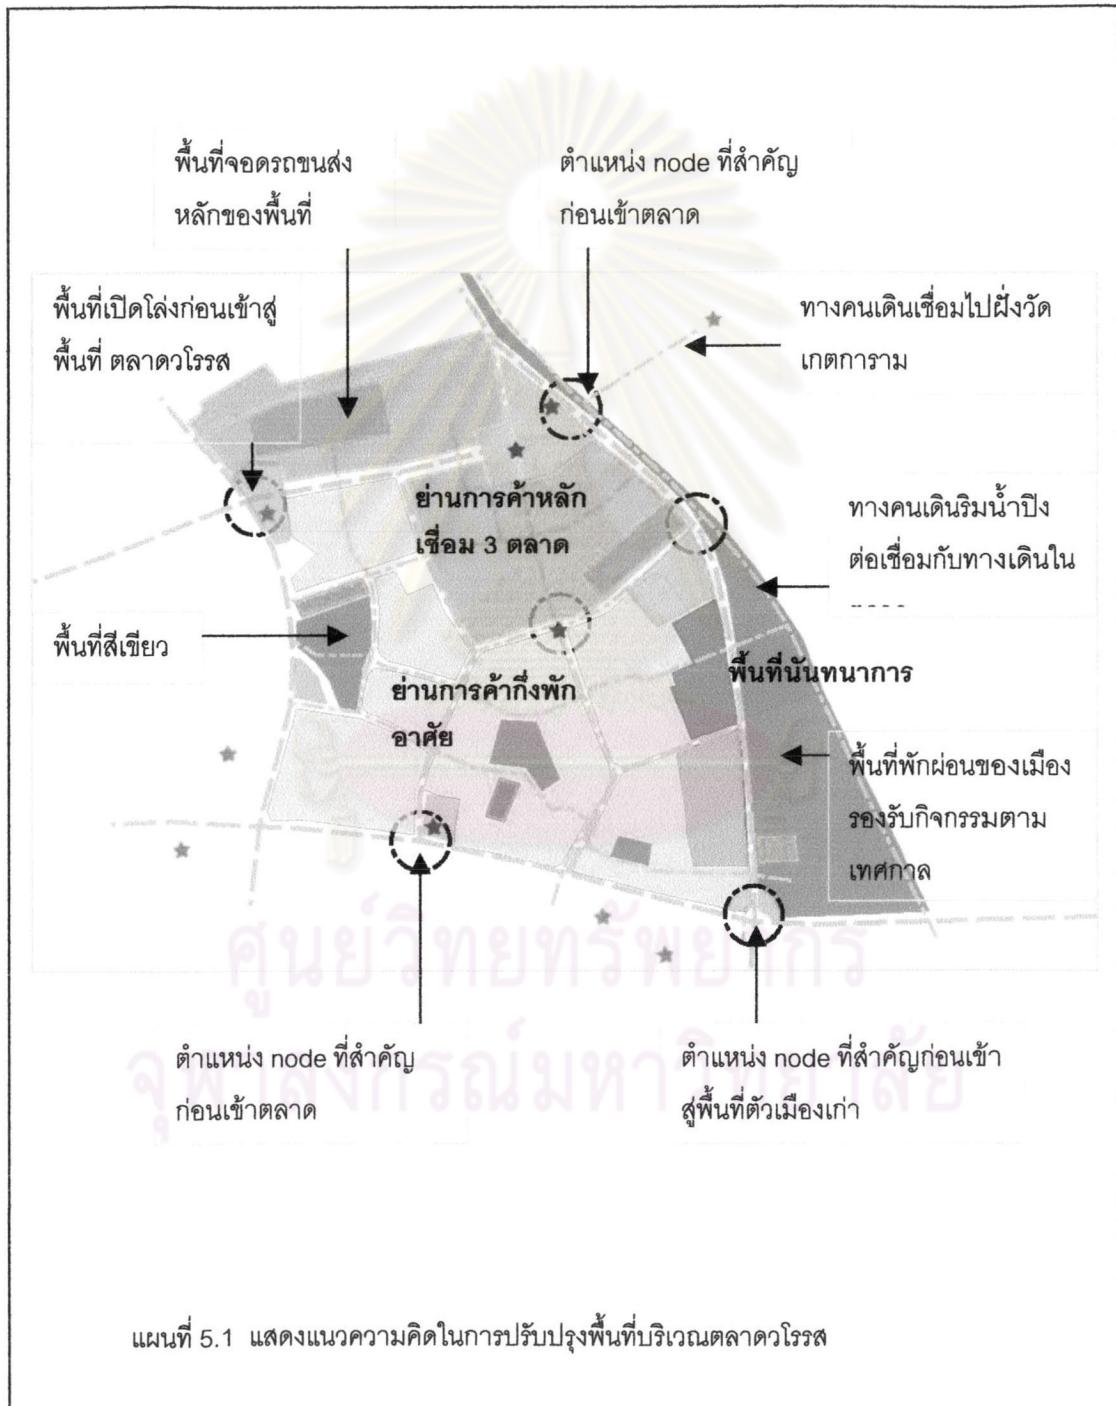 พื้นที่จอดรถขนส่ง
หลักของพื้นที่
ตำแหน่ง node ที่สำคัญ
ก่อนเข้าตลาด
พื้นที่เปิดโล่งก่อนเข้าสู่
พื้นที่ ตลาดวโรรส
ทางคนเดินเชื่อมไปฝั่งวัด
เกตการาม
ย่านการค้าหลัก
เชื่อม 3 ตลาด
ทางคนเดินริมน้ำปิง
ต่อเชื่อมกับทางเดินใน
พื้นที่สีเขียว
พื้นที่นันทนาการ
ย่านการค้ากึ่งพัก
อาศัย
พื้นที่พักผ่อนของเมือง
รองรับกิจกรรมตาม
เทศกาล
ศูนย์วิทยทรัพยากร
จุฬาลงกรณ์มหาวิทยาลัย
ตำแหน่ง node ที่สำคัญ
ก่อนเข้าตลาด
ตำแหน่ง node ที่สำคัญก่อนเข้า
สู่พื้นที่ตัวเมืองเก่า
แผนที่ 5.1 แสดงแนวความคิดในการปรับปรุงพื้นที่บริเวณตลาดวโรรส